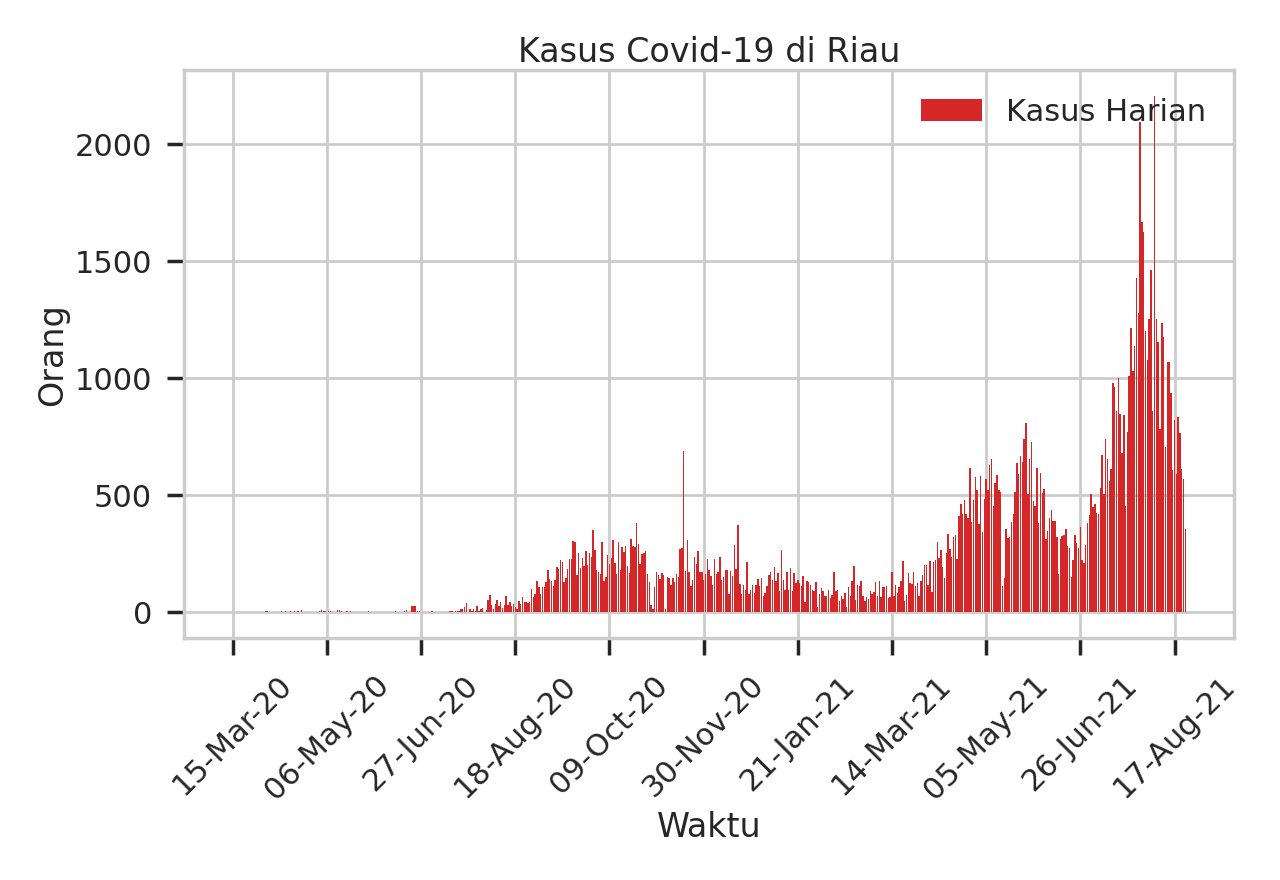 Kasus Covid-19 di Riau
Kasus Harian
2000
1500
1000
500
0
Orang
15-Mar-20
06-May-20
27-Jun-20
18-Aug-20
09-Oct-20
30-Nov-20
21-Jan-21
14-Mar-21
05-May-21
26-Jun-21
17-Aug-21
Waktu